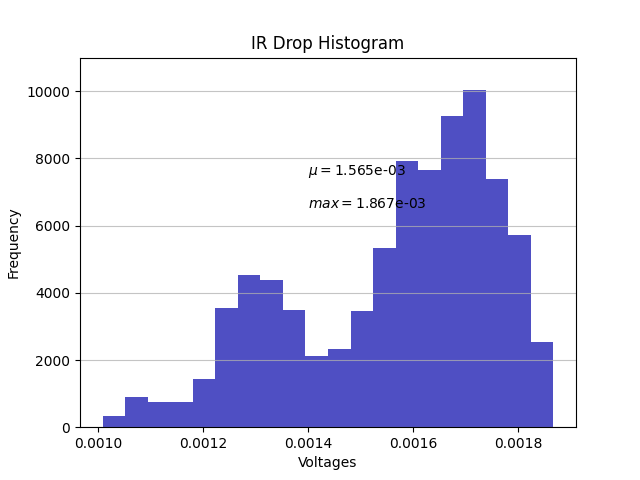 IR Drop Histogram
10000
8000
6000
4000
2000
0
Frequency
μ = 1.565e-03
max = 1.867e-03
0.0010 0.0012 0.0014 0.0016 0.0018
Voltages